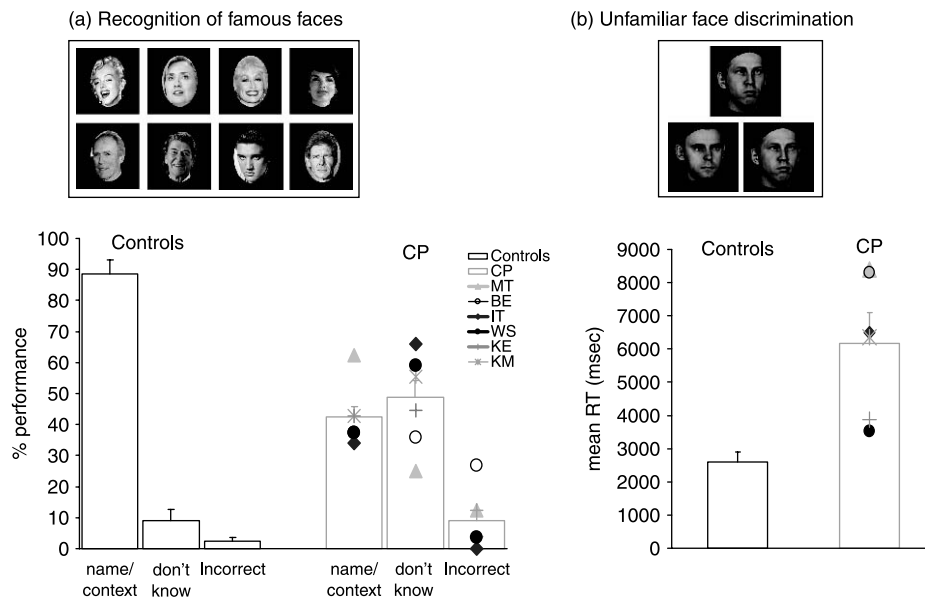 (a) Recognition of famous faces
(b) Unfamiliar face discrimination
100
90
80
70
60
50
40
30
20
10
0
% performance
Controls
CP
Controls
CP
MT
BE
IT
WS
KE
KM
name/
context
don't
know
Incorrect
name/
context
don't
know
Incorrect
9000
8000
7000
6000
5000
4000
3000
2000
1000
0
mean RT (msec)
Controls
CP